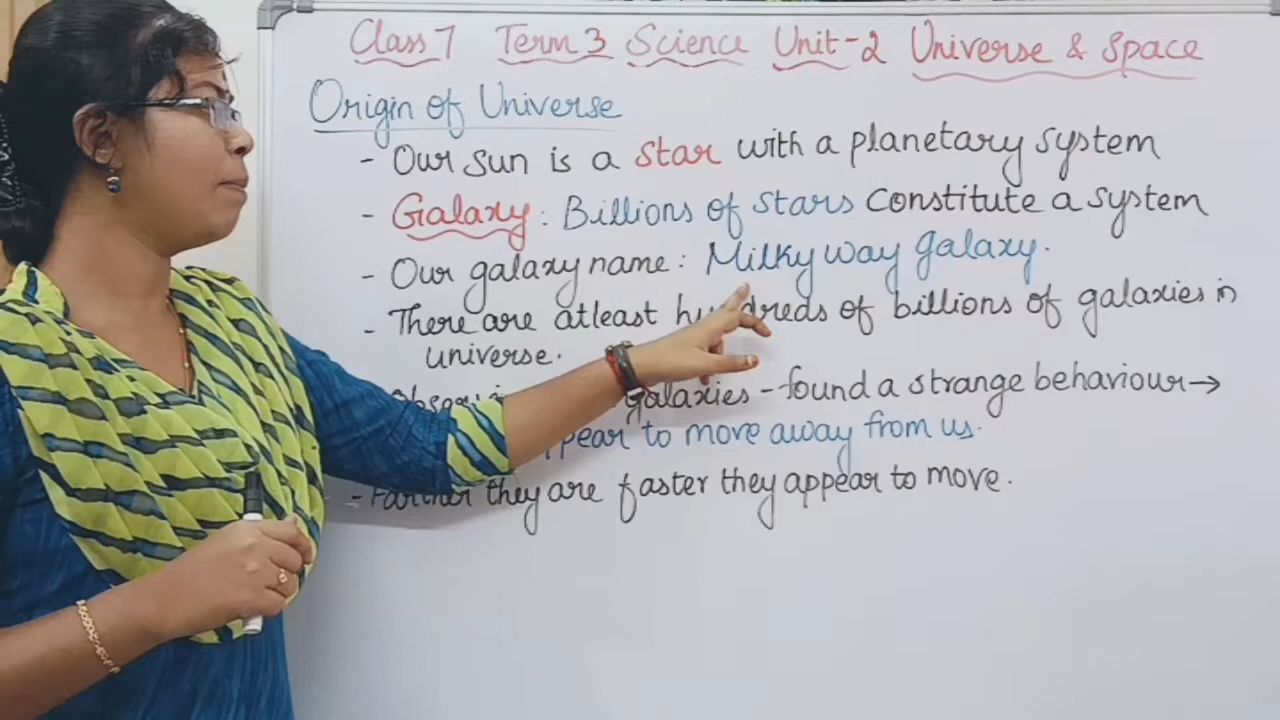 Class 7 Term 3 Science Unit-2 Universe & Space
Origin of Universe
- Our sun is a star with a planetary system
- Galaxy: Billions of stars Constitute a system
- Our galaxy name: Milky way galaxy.
- There are atleast hundreds of billions of galaxies in
universe.
galaxies - found a strange behaviour →
to move away from us.
- Farther they are faster they appear to move.